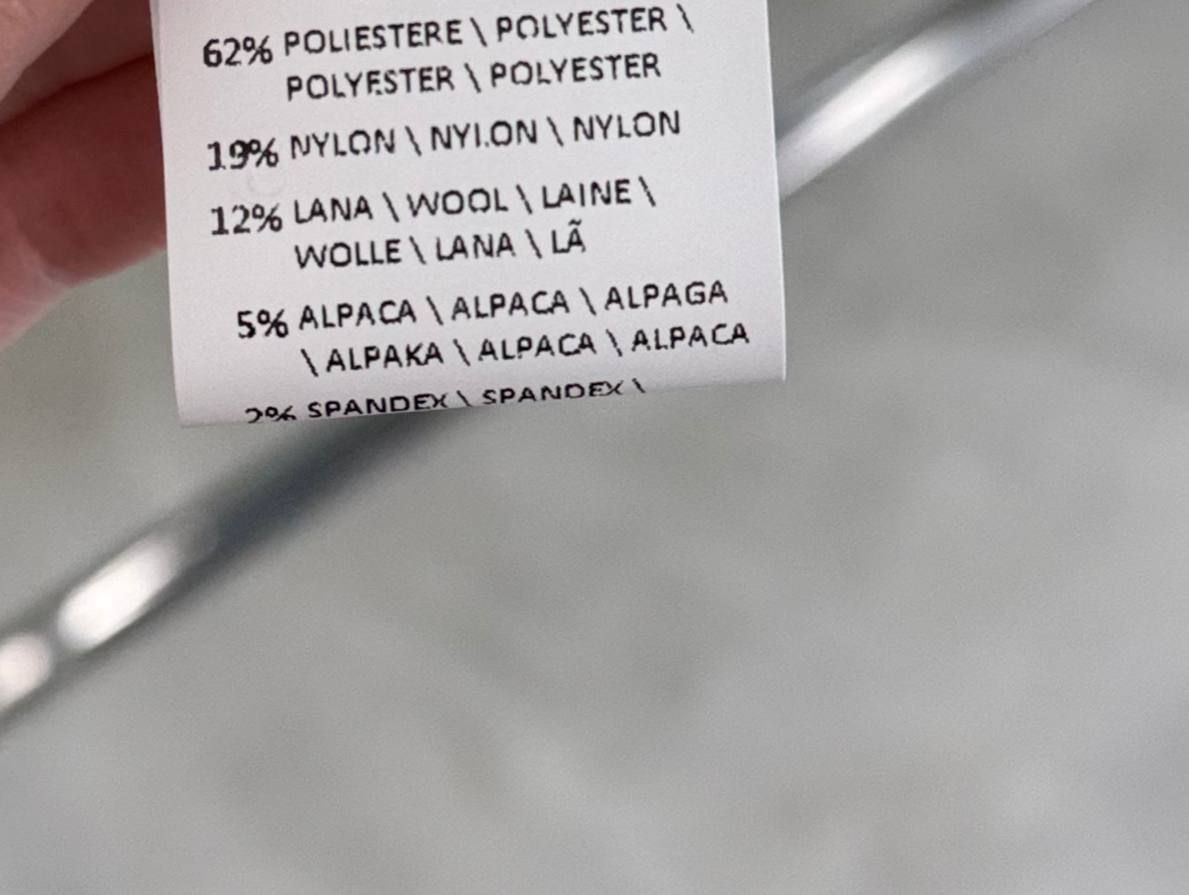 62% POLIESTERE \ POLYESTER \
POLYESTER \ POLYESTER
19% NYLON \ NYLON \ NYLON
12% LANA \ WOOL \ LAINE \
WOLLE \ LANA \ LÃ
5% ALPACA \ ALPACA \ ALPAGA
\ ALPAKA \ ALPACA \ ALPACA
2% SPANDEX \ SPANDEX \